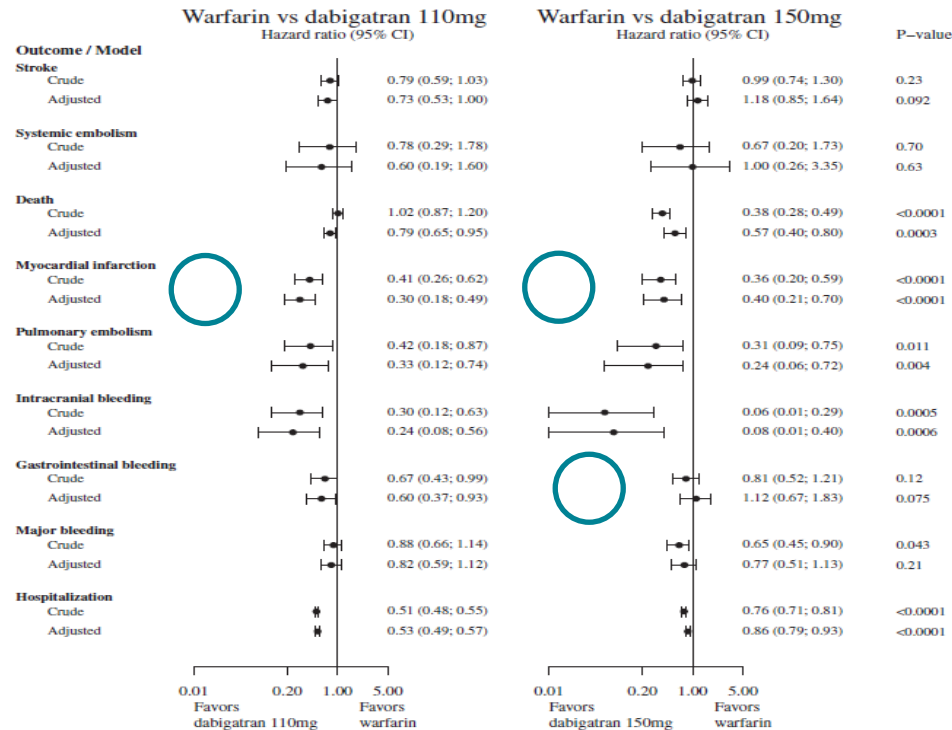 Warfarin vs dabigatran 110mg Warfarin vs dabigatran 150mg
Hazard ratio (95% CI) Hazard ratio (95% CI) P−value
Outcome / Model
Stroke
Crude 0.79 (0.59; 1.03) 0.99 (0.74; 1.30) 0.23
Adjusted 0.73 (0.53; 1.00) 1.18 (0.85; 1.64) 0.092
Systemic embolism
Crude 0.78 (0.29; 1.78) 0.67 (0.20; 1.73) 0.70
Adjusted 0.60 (0.19; 1.60) 1.00 (0.26; 3.35) 0.63
Death
Crude 1.02 (0.87; 1.20) 0.38 (0.28; 0.49) <0.0001
Adjusted 0.79 (0.65; 0.95) 0.57 (0.40; 0.80) 0.0003
Myocardial infarction
Crude 0.41 (0.26; 0.62) 0.36 (0.20; 0.59) <0.0001
Adjusted 0.30 (0.18; 0.49) 0.40 (0.21; 0.70) <0.0001
Pulmonary embolism
Crude 0.42 (0.18; 0.87) 0.31 (0.09; 0.75) 0.011
Adjusted 0.33 (0.12; 0.74) 0.24 (0.06; 0.72) 0.004
Intracranial bleeding
Crude 0.30 (0.12; 0.63) 0.06 (0.01; 0.29) 0.0005
Adjusted 0.24 (0.08; 0.56) 0.08 (0.01; 0.40) 0.0006
Gastrointestinal bleeding
Crude 0.67 (0.43; 0.99) 0.81 (0.52; 1.21) 0.12
Adjusted 0.60 (0.37; 0.93) 1.12 (0.67; 1.83) 0.075
Major bleeding
Crude 0.88 (0.66; 1.14) 0.65 (0.45; 0.90) 0.043
Adjusted 0.82 (0.59; 1.12) 0.77 (0.51; 1.13) 0.21
Hospitalization
Crude 0.51 (0.48; 0.55) 0.76 (0.71; 0.81) <0.0001
Adjusted 0.53 (0.49; 0.57) 0.86 (0.79; 0.93) <0.0001
0.01 0.20 1.00 5.00 0.01 0.20 1.00 5.00
Favors Favors Favors Favors
dabigatran 110mg warfarin dabigatran 150mg warfarin